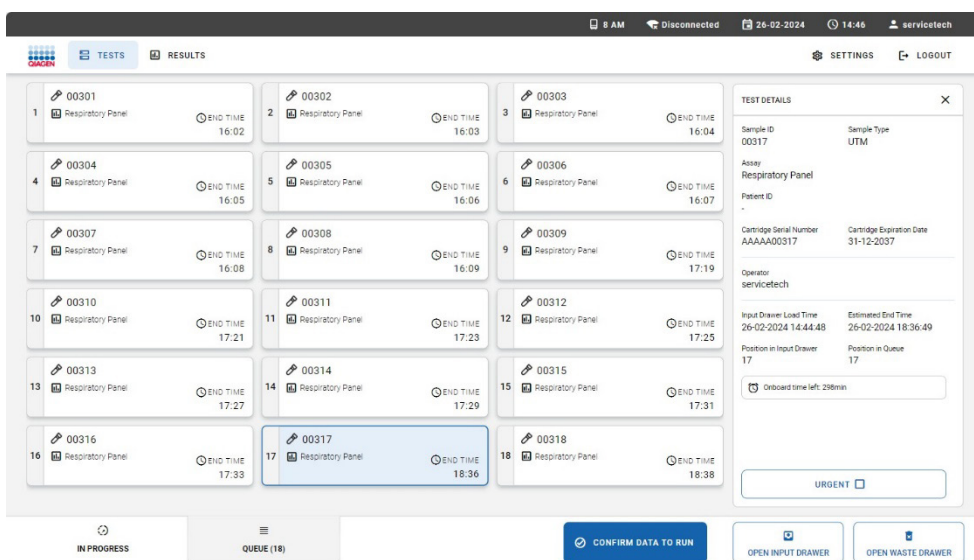 8 AM Disconnected 26-02-2024 14:46 servicetech
QIAGEN TESTS RESULTS SETTINGS LOGOUT
1 00301 Respiratory Panel END TIME 16:02
2 00302 Respiratory Panel END TIME 16:03
3 00303 Respiratory Panel END TIME 16:04
4 00304 Respiratory Panel END TIME 16:05
5 00305 Respiratory Panel END TIME 16:06
6 00306 Respiratory Panel END TIME 16:07
7 00307 Respiratory Panel END TIME 16:08
8 00308 Respiratory Panel END TIME 16:09
9 00309 Respiratory Panel END TIME 17:19
10 00310 Respiratory Panel END TIME 17:21
11 00311 Respiratory Panel END TIME 17:23
12 00312 Respiratory Panel END TIME 17:25
13 00313 Respiratory Panel END TIME 17:27
14 00314 Respiratory Panel END TIME 17:29
15 00315 Respiratory Panel END TIME 17:31
16 00316 Respiratory Panel END TIME 17:33
17 00317 Respiratory Panel END TIME 18:36
18 00318 Respiratory Panel END TIME 18:38
TEST DETAILS
Sample ID Sample Type
00317 UTM
Assay
Respiratory Panel
Patient ID
-
Cartridge Serial Number Cartridge Expiration Date
AAAAA00317 31-12-2037
Operator
servicetech
Input Drawer Load Time Estimated End Time
26-02-2024 14:44:48 26-02-2024 18:36:49
Position in Input Drawer Position in Queue
17 17
Onboard time left: 298min
URGENT
IN PROGRESS QUEUE (18) CONFIRM DATA TO RUN OPEN INPUT DRAWER OPEN WASTE DRAWER